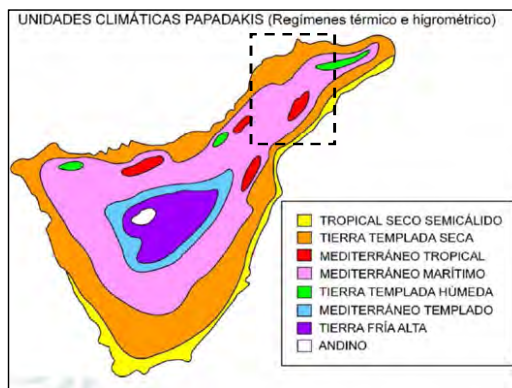 UNIDADES CLIMÁTICAS PAPADAKIS (Regímenes térmico e higrométrico)
TROPICAL SECO SEMICÁLIDO
TIERRA TEMPLADA SECA
MEDITERRÁNEO TROPICAL
MEDITERRÁNEO MARÍTIMO
TIERRA TEMPLADA HÚMEDA
MEDITERRÁNEO TEMPLADO
TIERRA FRÍA ALTA
ANDINO